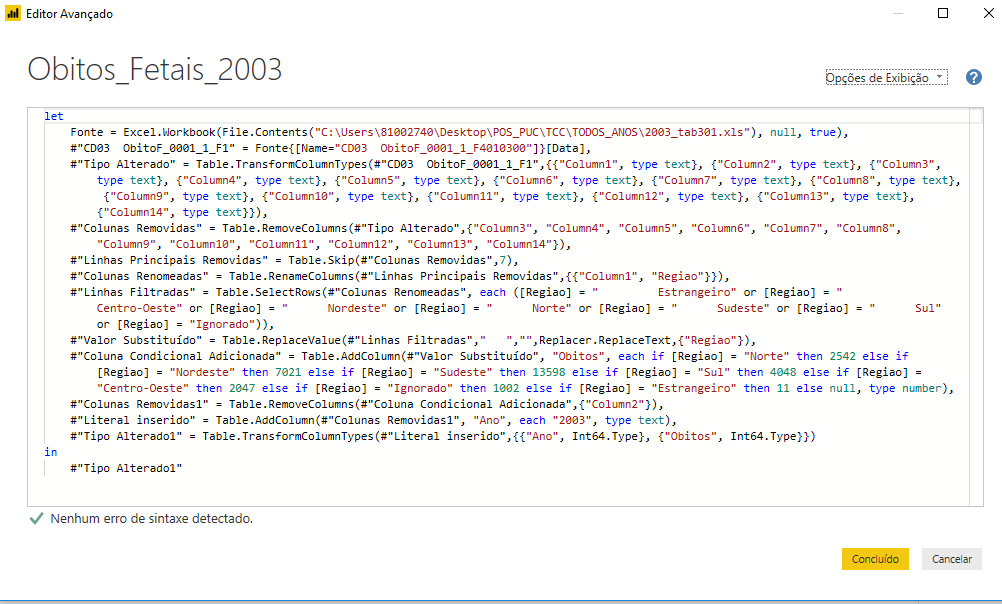 Editor Avançado
Obitos_Fetais_2003
Opções de Exibição
?
let
    Fonte = Excel.Workbook(File.Contents("C:\Users\81002740\Desktop\POS_PUC\TCC\TODOS_ANOS\2003_tab301.xls"), null, true),
    #"CD03  ObitoF_0001_1_F1" = Fonte{[Name="CD03  ObitoF_0001_1_F4010300"]}[Data],
    #"Tipo Alterado" = Table.TransformColumnTypes(#"CD03  ObitoF_0001_1_F1",{{"Column1", type text}, {"Column2", type text}, {"Column3",
        type text}, {"Column4", type text}, {"Column5", type text}, {"Column6", type text}, {"Column7", type text}, {"Column8", type text},
        {"Column9", type text}, {"Column10", type text}, {"Column11", type text}, {"Column12", type text}, {"Column13", type text},
        {"Column14", type text}}),
    #"Colunas Removidas" = Table.RemoveColumns(#"Tipo Alterado",{"Column3", "Column4", "Column5", "Column6", "Column7", "Column8",
        "Column9", "Column10", "Column11", "Column12", "Column13", "Column14"}),
    #"Linhas Principais Removidas" = Table.Skip(#"Colunas Removidas",7),
    #"Colunas Renomeadas" = Table.RenameColumns(#"Linhas Principais Removidas",{{"Column1", "Regiao"}}),
    #"Linhas Filtradas" = Table.SelectRows(#"Colunas Renomeadas", each ([Regiao] = "         Estrangeiro" or [Regiao] = "
        Centro-Oeste" or [Regiao] = "      Nordeste" or [Regiao] = "      Norte" or [Regiao] = "      Sudeste" or [Regiao] = "      Sul"
        or [Regiao] = "Ignorado")),
    #"Valor Substituído" = Table.ReplaceValue(#"Linhas Filtradas","   ","",Replacer.ReplaceText,{"Regiao"}),
    #"Coluna Condicional Adicionada" = Table.AddColumn(#"Valor Substituído", "Obitos", each if [Regiao] = "Norte" then 2542 else if
        [Regiao] = "Nordeste" then 7021 else if [Regiao] = "Sudeste" then 13598 else if [Regiao] = "Sul" then 4048 else if [Regiao] =
        "Centro-Oeste" then 2047 else if [Regiao] = "Ignorado" then 1002 else if [Regiao] = "Estrangeiro" then 11 else null, type number),
    #"Colunas Removidas1" = Table.RemoveColumns(#"Coluna Condicional Adicionada",{"Column2"}),
    #"Literal inserido" = Table.AddColumn(#"Colunas Removidas1", "Ano", each "2003", type text),
    #"Tipo Alterado1" = Table.TransformColumnTypes(#"Literal inserido",{{"Ano", Int64.Type}, {"Obitos", Int64.Type}})
in
    #"Tipo Alterado1"
Nenhum erro de sintaxe detectado.
Concluído
Cancelar